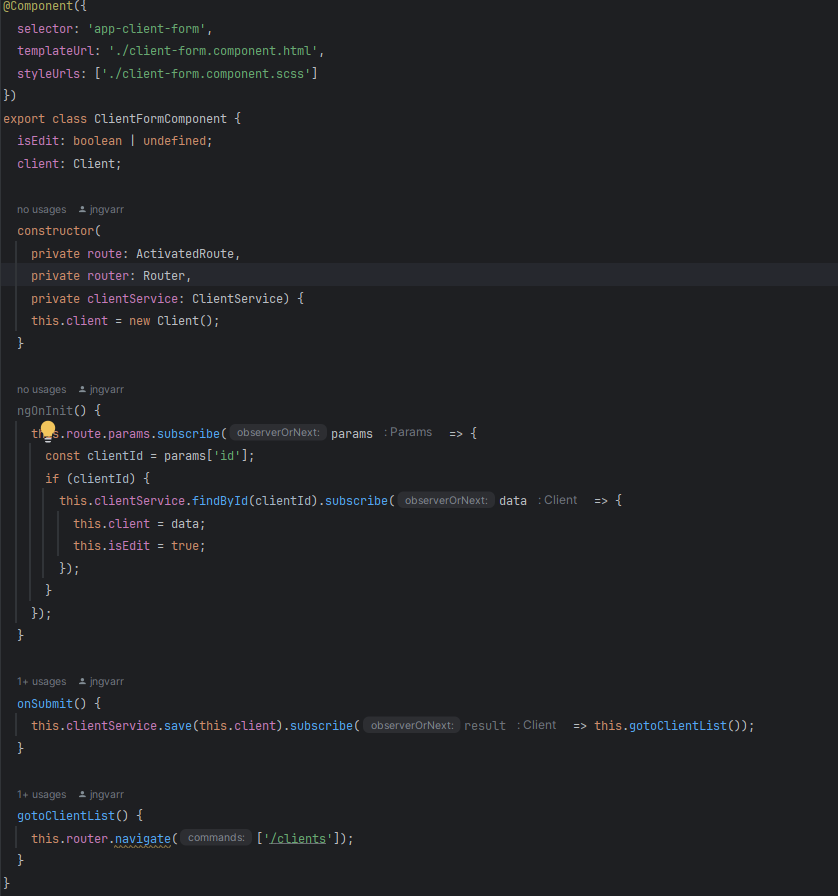 @Component({
  selector: 'app-client-form',
  templateUrl: './client-form.component.html',
  styleUrls: ['./client-form.component.scss']
})
export class ClientFormComponent {
  isEdit: boolean | undefined;
  client: Client;
  no usages jngvarr
  constructor(
    private route: ActivatedRoute,
    private router: Router,
    private clientService: ClientService) {
    this.client = new Client();
  }
  no usages jngvarr
  ngOnInit() {
    this.route.params.subscribe( observerOrNext: params : Params => {
      const clientId = params['id'];
      if (clientId) {
        this.clientService.findById(clientId).subscribe( observerOrNext: data : Client => {
          this.client = data;
          this.isEdit = true;
        });
      }
    });
  }
  1+ usages jngvarr
  onSubmit() {
    this.clientService.save(this.client).subscribe( observerOrNext: result : Client => this.gotoClientList());
  }
  1+ usages jngvarr
  gotoClientList() {
    this.router.navigate( commands: ['/clients']);
  }
}